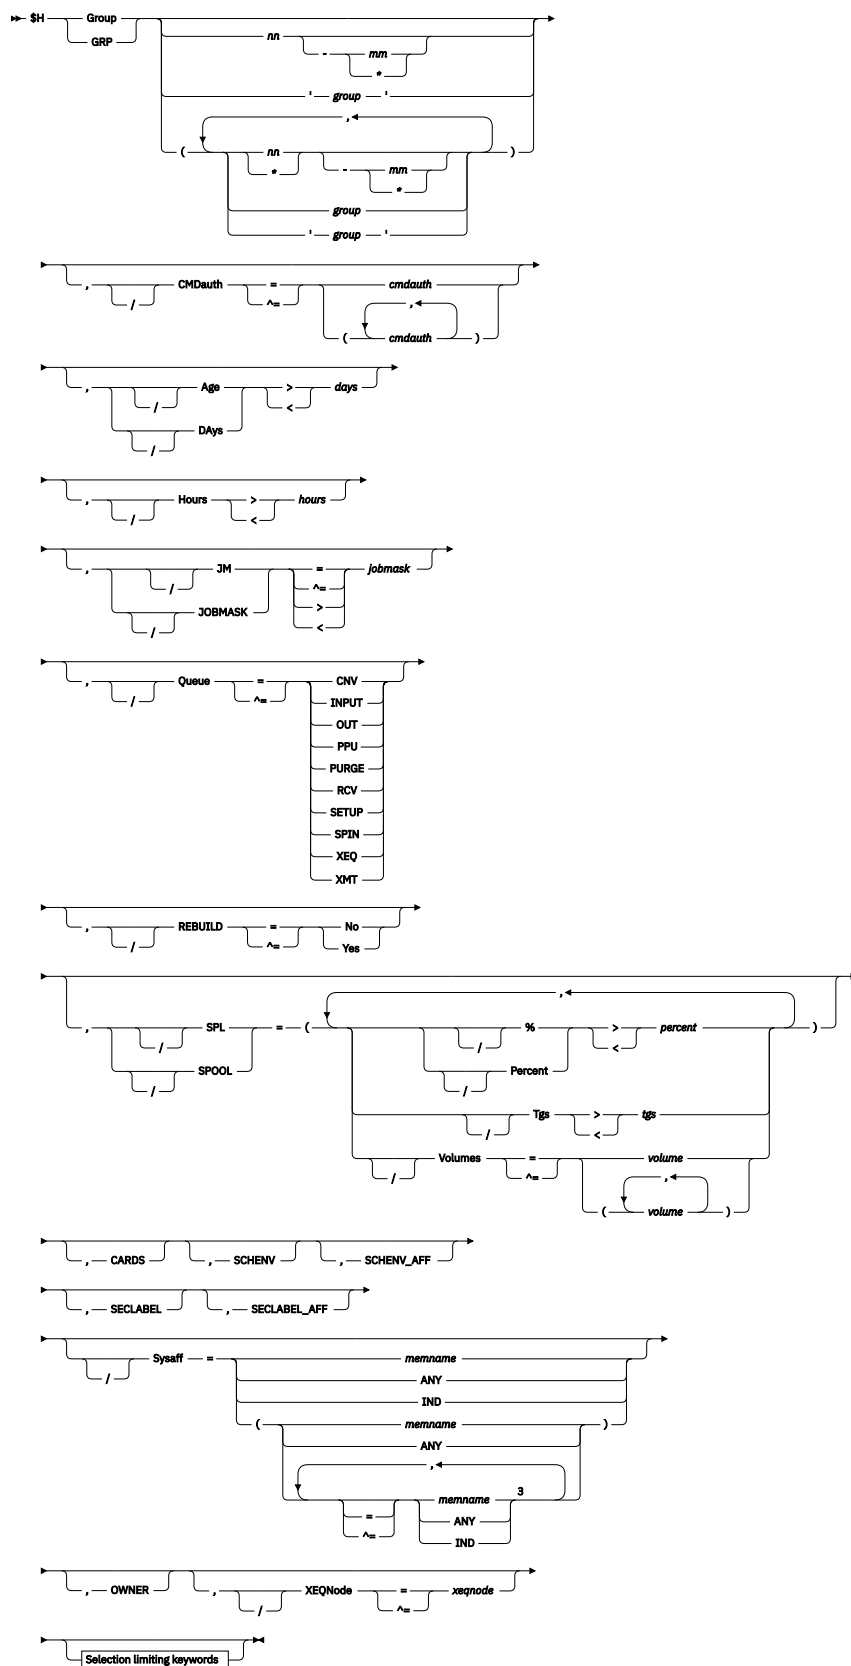 $H Group
GRP nn
- mm
*
' group '
,
( nn )
* - mm
*
group
' group '
, CMDauth = cmdauth
/ ^= ,
( cmdauth )
, Age > days
/ <
DAys
/
, Hours > hours
/ <
, JM = jobmask
/ ^=
JOBMASK >
/ <
, Queue = CNV
/ ^= INPUT
OUT
PPU
PURGE
RCV
SETUP
SPIN
XEQ
XMT
, REBUILD = No
/ ^= Yes
,
, SPL = ( % > percent )
/ / <
SPOOL Percent
/ /
Tgs > tgs
/ <
Volumes = volume
/ ^= ,
( volume )
, CARDS , SCHENV , SCHENV_AFF
, SECLABEL , SECLABEL_AFF
Sysaff = memname
/ ANY
IND
( memname )
ANY
,
memname 3
= ANY
^= IND
, OWNER , XEQNode = xeqnode
/ ^=
Selection limiting keywords